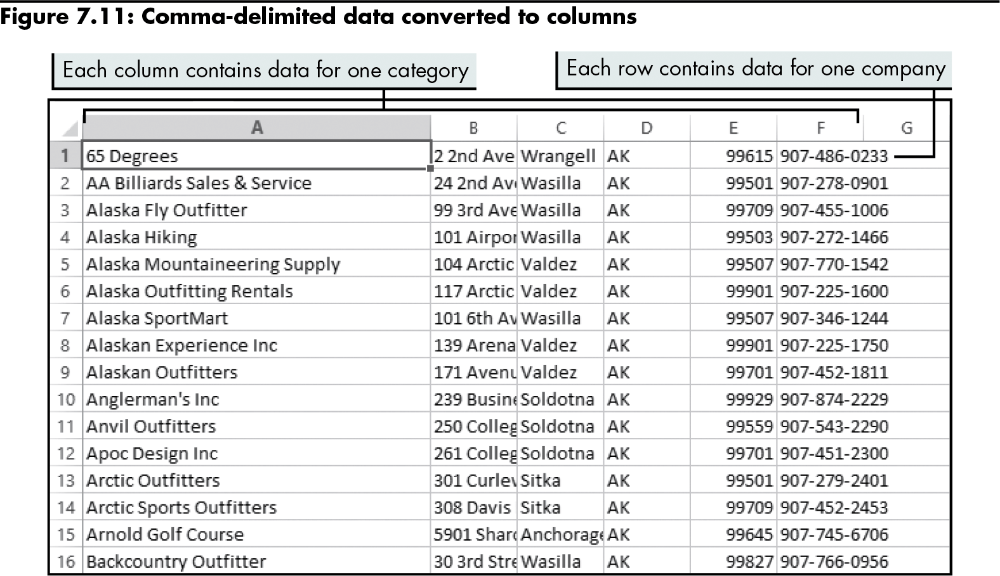 Figure 7.11: Comma-delimited data converted to columns
Each column contains data for one category
Each row contains data for one company
A B C D E F G
1 65 Degrees 2 2nd Ave Wrangell AK 99615 907-486-0233
2 AA Billiards Sales & Service 24 2nd Wasilla AK 99501 907-278-0901
3 Alaska Fly Outfitter 99 3rd Ave Wasilla AK 99709 907-455-1006
4 Alaska Hiking 101 Wasilla AK 99503 907-272-1466
5 Alaska Mountaineering Supply 104 Arctic Valdez AK 99507 907-770-1542
6 Alaska Outfitting Rentals 117 Arctic Valdez AK 99901 907-225-1600
7 Alaska SportMart 101 6th Av Wasilla AK 99507 907-346-1244
8 Alaskan Experience Inc 139 Arena Valdez AK 99901 907-225-1750
9 Alaskan Outfitters 171 Valdez AK 99701 907-452-1811
10 Anglerman's Inc 239 Soldotna AK 99929 907-874-2229
11 Anvil Outfitters 250 Colleg Soldotna AK 99559 907-543-2290
12 Apoc Design Inc 261 Colleg Soldotna AK 99701 907-451-2300
13 Arctic Outfitters 301 Sitka AK 99501 907-279-2401
14 Arctic Sports Outfitters 308 Davis Sitka AK 99709 907-452-2453
15 Arnold Golf Course 5901 Anchorage AK 99645 907-745-6706
16 Backcountry Outfitter 30 3rd Stre Wasilla AK 99827 907-766-0956